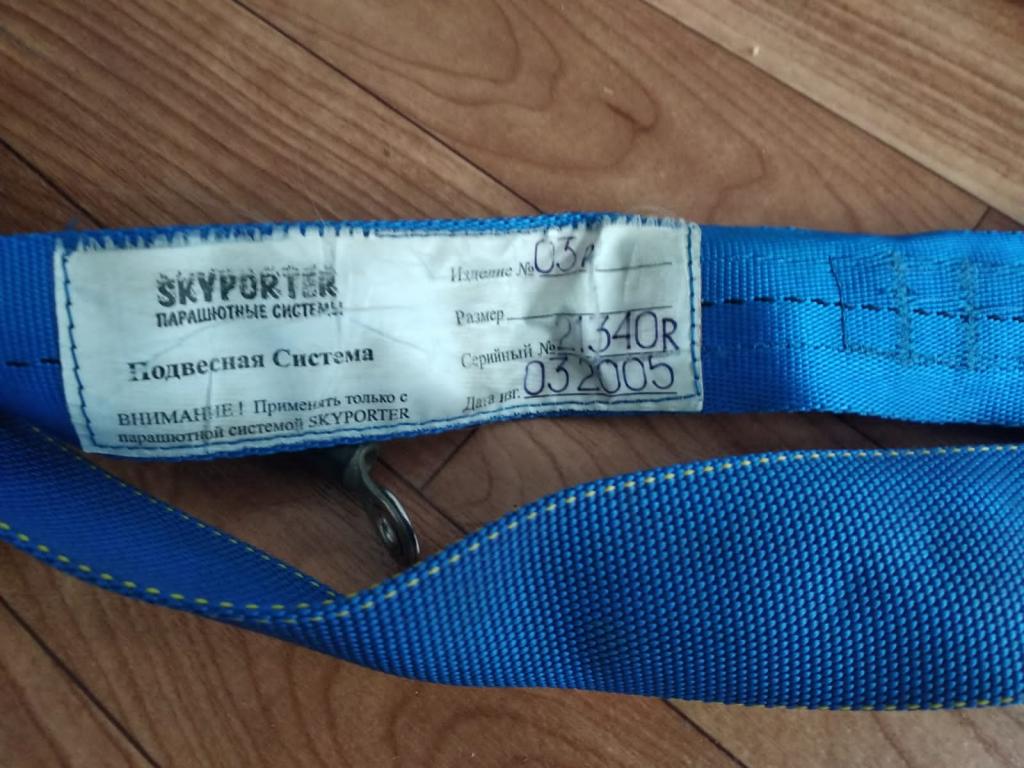 SKYPORTER
ПАРАШЮТНЫЕ СИСТЕМЫ
Подвесная Система
ВНИМАНИЕ! Применять только с
парашютной системой SKYPORTER
Изделие №
Размер
Серийный № 21340R
Дата изг. 03 2005